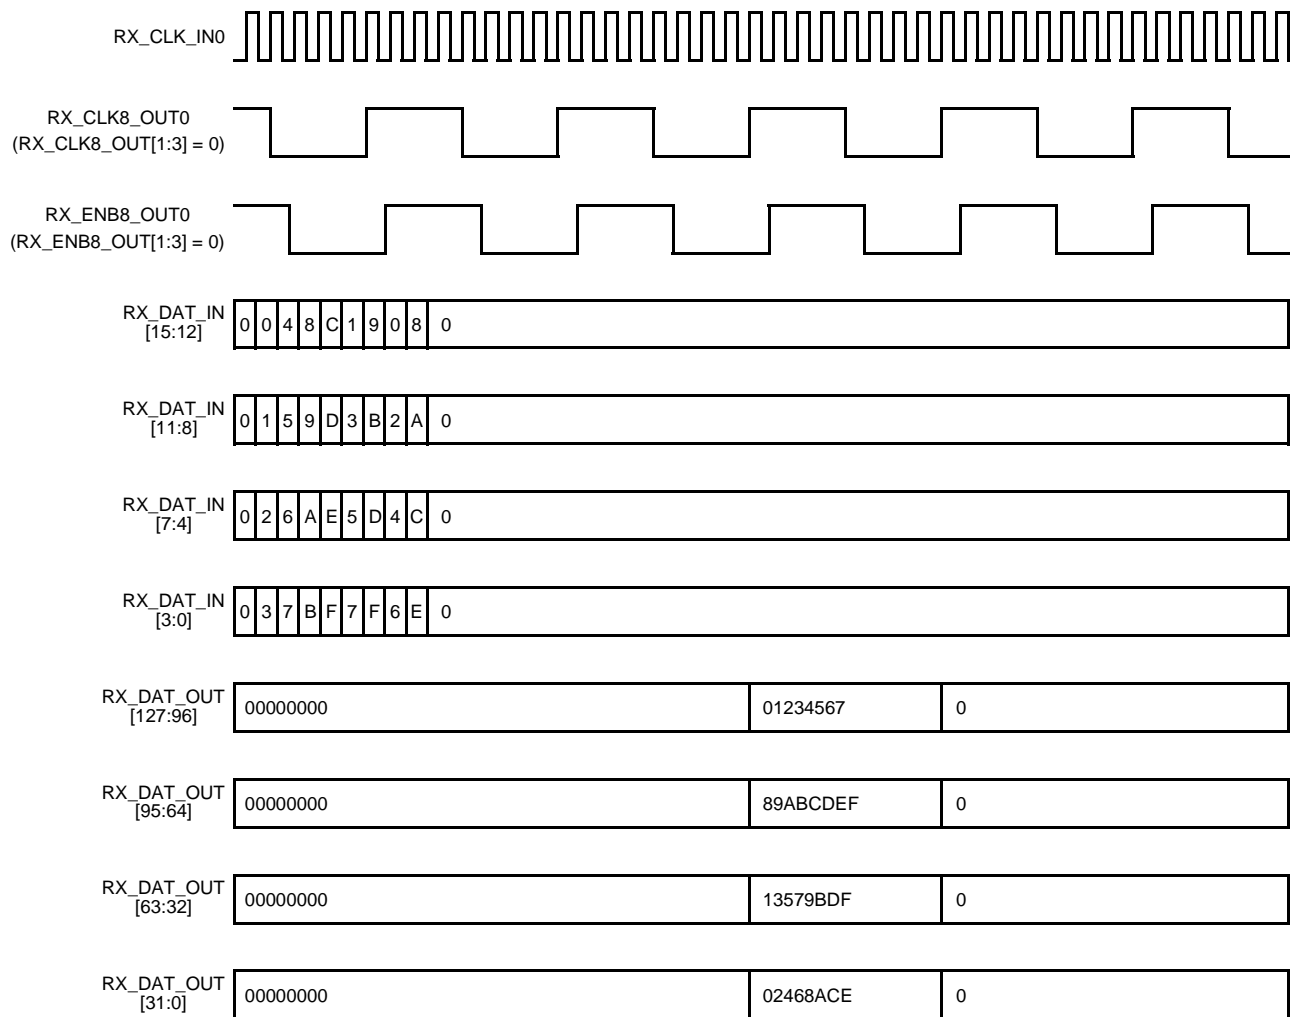 RX_CLK_IN0
RX_CLK8_OUT0
(RX_CLK8_OUT[1:3] = 0)
RX_ENB8_OUT0
(RX_ENB8_OUT[1:3] = 0)
RX_DAT_IN
[15:12]
0 0 4 8 C 1 9 0 8 0
RX_DAT_IN
[11:8]
0 1 5 9 D 3 B 2 A 0
RX_DAT_IN
[7:4]
0 2 6 A E 5 D 4 C 0
RX_DAT_IN
[3:0]
0 3 7 B F 7 F 6 E 0
RX_DAT_OUT
[127:96]
00000000 01234567 0
RX_DAT_OUT
[95:64]
00000000 89ABCDEF 0
RX_DAT_OUT
[63:32]
00000000 13579BDF 0
RX_DAT_OUT
[31:0]
00000000 02468ACE 0